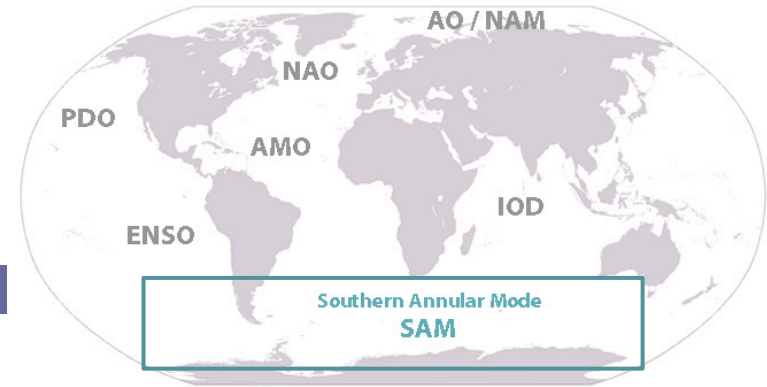 AO / NAM
NAO
PDO
AMO
IOD
ENSO
Southern Annular Mode
SAM